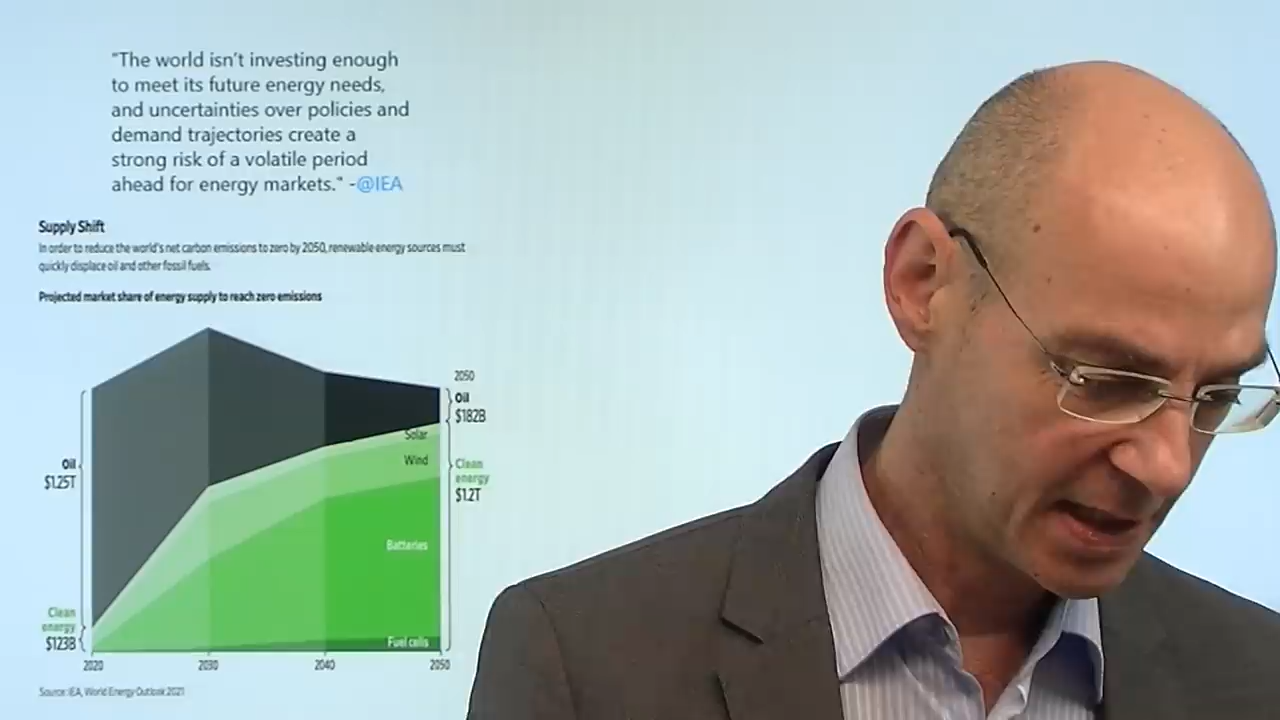 "The world isn't investing enough
to meet its future energy needs,
and uncertainties over policies and
demand trajectories create a
strong risk of a volatile period
ahead for energy markets." -@IEA
Supply Shift
In order to reduce the world's net carbon emissions to zero by 2050, renewable energy sources must
quickly displace oil and other fossil fuels.
Projected market share of energy supply to reach zero emissions
2050
Oil
$182B
Solar
Wind
Clean
energy
$1.2T
Oil
$1.25T
Batteries
Clean
energy
$123B
Fuel cells
2020
2030
2040
2050
Source: IEA, World Energy Outlook 2021